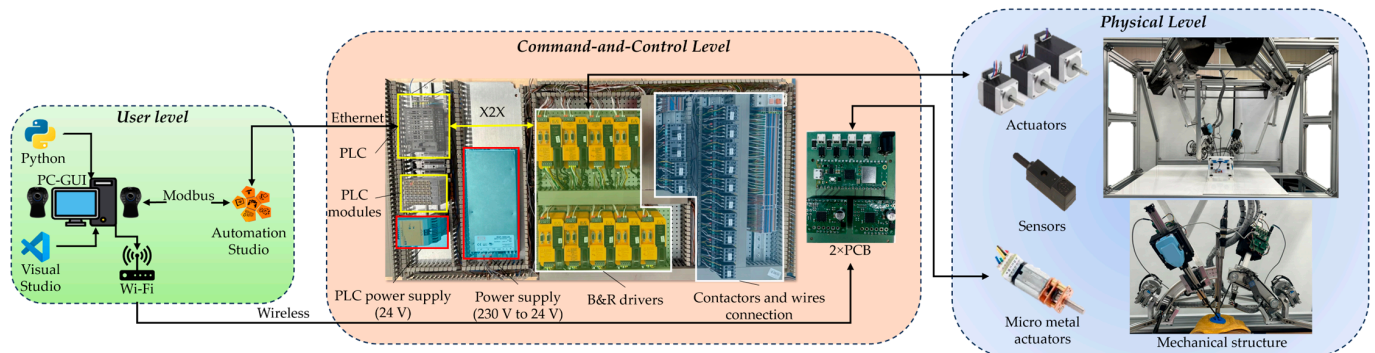 User level
Python
PC-GUI
Modbus
Automation
Studio
Visual
Studio
Wi-Fi
Wireless
Command-and-Control Level
Ethernet
X2X
PLC
PLC
modules
PLC power supply
(24 V)
Power supply
(230 V to 24 V)
B&R drivers
Contactors and wires
connection
2×PCB
Physical Level
Actuators
Sensors
Micro metal
actuators
Mechanical structure